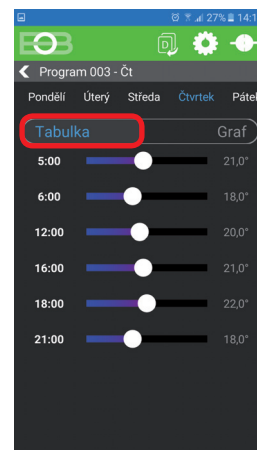 27% 14:1
EOB
D
Program 003 - Čt
Pondělí Úterý Středa Čtvrtek Pátek
Tabulka Graf
5:00 21,0°
6:00 18,0°
12:00 20,0°
16:00 21,0°
18:00 22,0°
21:00 18,0°